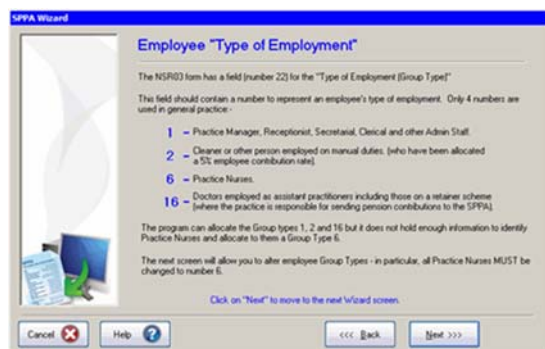 SPPA Wizard
Employee "Type of Employment"
The NSR03 form has a field (number 22) for the "Type of Employment (Group Type)"
This field should contain a number to represent an employee's type of employment. Only 4 numbers are
used in general practice:-
1 - Practice Manager, Receptionist, Secretarial, Clerical and other Admin Staff.
2 - Cleaner or other person employed on manual duties. (who have been allocated
a 5% employee contribution rate).
6 - Practice Nurses.
16 - Doctors employed as assistant practitioners including those on a retainer scheme
(where the practice is responsible for sending pension contributions to the SPPA).
The program can allocate the Group types 1, 2 and 16 but it does not hold enough information to identify
Practice Nurses and allocate to them a Group Type 6.
The next screen will allow you to alter employee Group Types - in particular, all Practice Nurses MUST be
changed to number 6.
Click on "Next" to move to the next Wizard screen.
Cancel Help <<< Back Next >>>